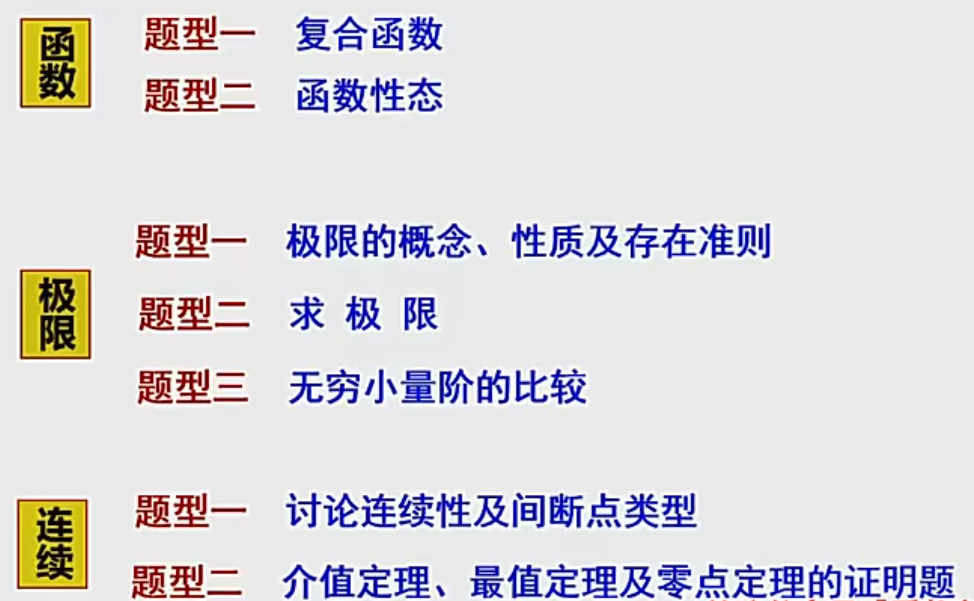 函数
题型一 复合函数
题型二 函数性态
极限
题型一 极限的概念、性质及存在准则
题型二 求 极 限
题型三 无穷小量阶的比较
连续
题型一 讨论连续性及间断点类型
题型二 介值定理、最值定理及零点定理的证明题